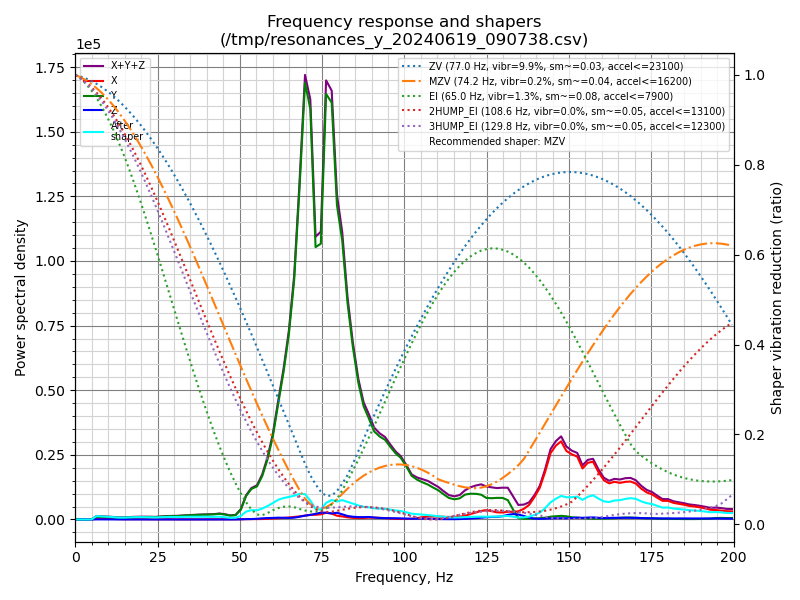 Frequency response and shapers
(/tmp/resonances_y_20240619_090738.csv)
1e5
X+Y+Z
X
Y
Z
After
shaper
ZV (77.0 Hz, vibr=9.9%, sm~=0.03, accel<=23100)
MZV (74.2 Hz, vibr=0.2%, sm~=0.04, accel<=16200)
EI (65.0 Hz, vibr=1.3%, sm~=0.08, accel<=7900)
2HUMP_EI (108.6 Hz, vibr=0.0%, sm~=0.05, accel<=13100)
3HUMP_EI (129.8 Hz, vibr=0.0%, sm~=0.05, accel<=12300)
Recommended shaper: MZV
1.75
1.50
1.25
1.00
0.75
0.50
0.25
0.00
Power spectral density
1.0
0.8
0.6
0.4
0.2
0.0
Shaper vibration reduction (ratio)
0 25 50 75 100 125 150 175 200
Frequency, Hz